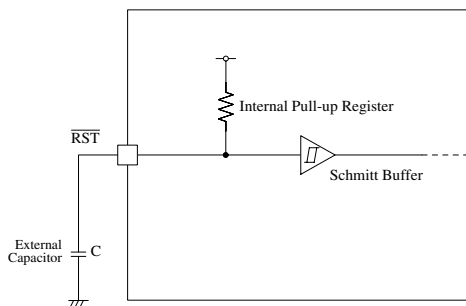 Internal Pull-up Register
RST
Schmitt Buffer
External
Capacitor
C